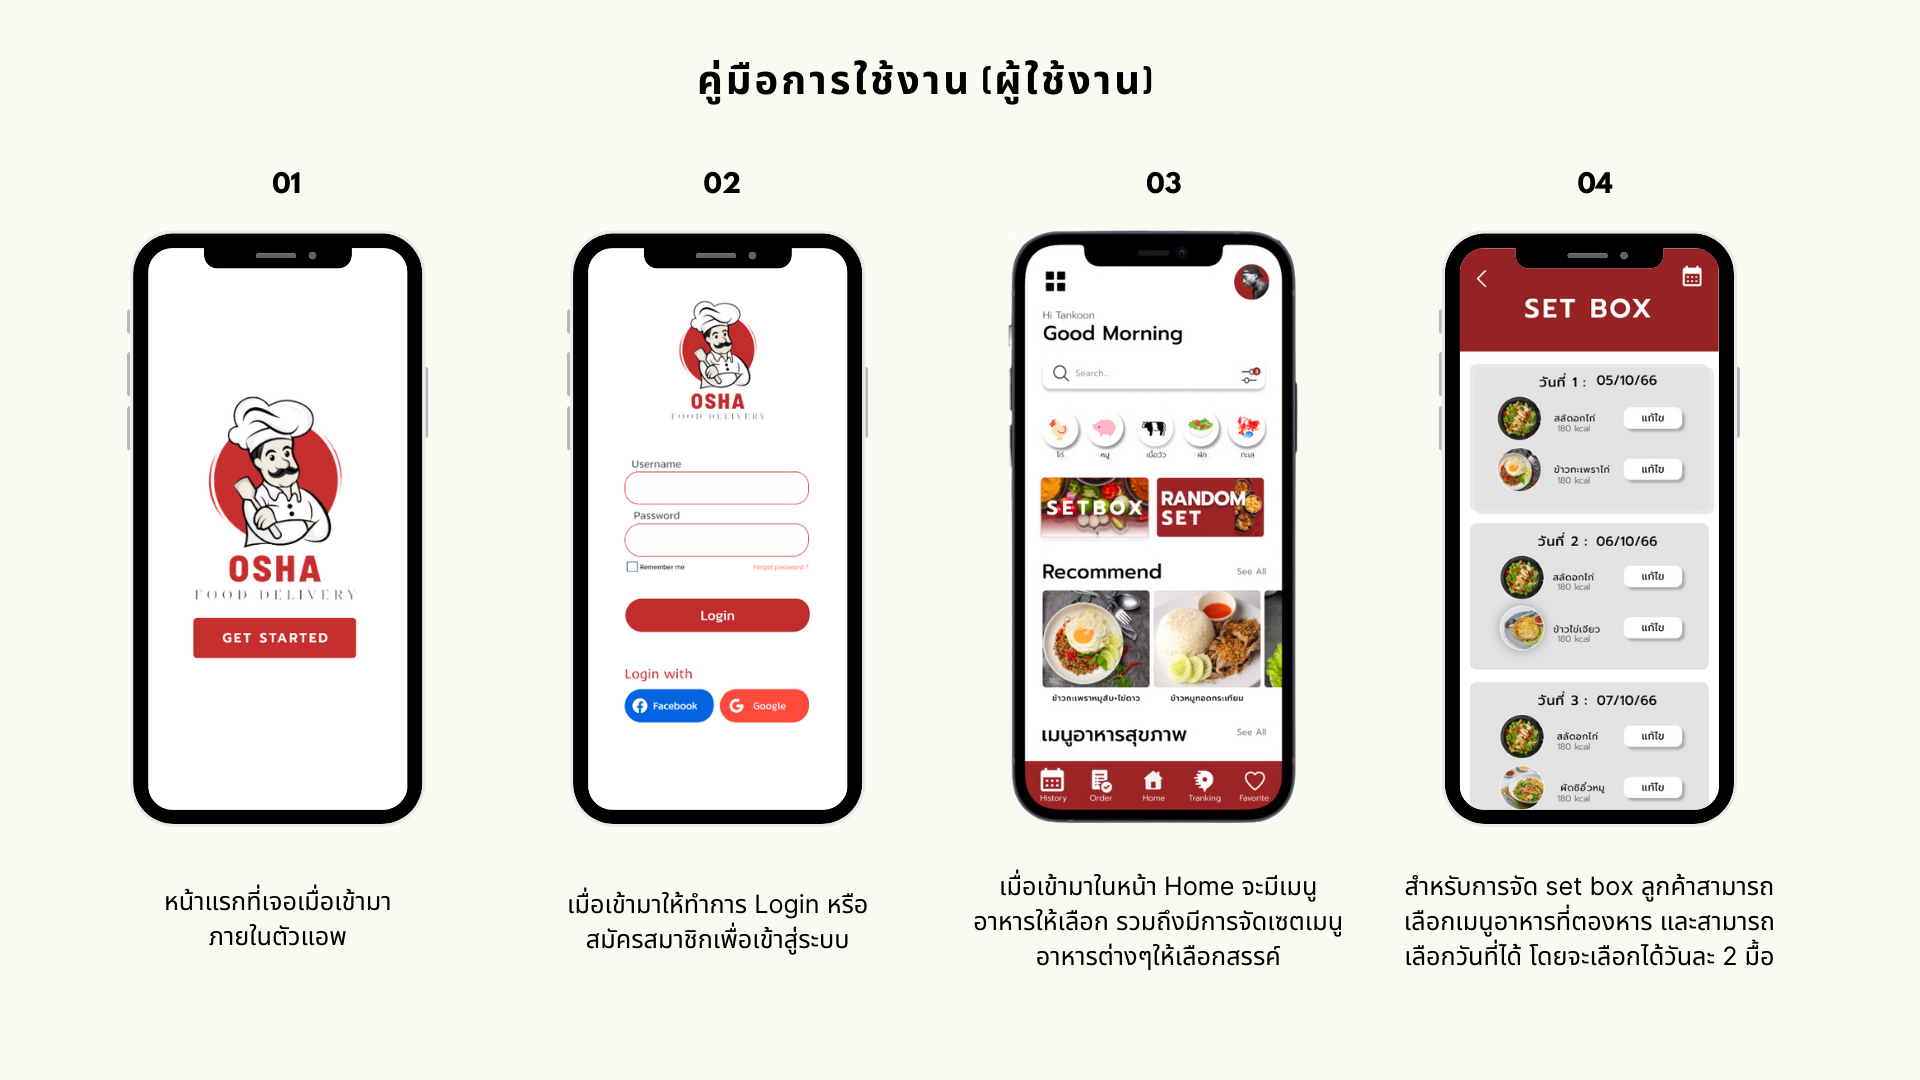 คู่มือการใช้งาน (ผู้ใช้งาน)
01
OSHA
FOOD DELIVERY
GET STARTED
หน้าแรกที่เจอเมื่อเข้ามา
ภายในตัวแอพ
02
OSHA
FOOD DELIVERY
Username
Password
Remember me
Forgot password ?
Login
Login with
Facebook
Google
เมื่อเข้ามาให้ทำการ Login หรือ
สมัครสมาชิกเพื่อเข้าสู่ระบบ
03
Hi Tankoon
Good Morning
Search..
ไก่ หมู เนื้อวัว ผัก ทะเล
SETBOX
RANDOM
SET
Recommend See All
ข้าวกะเพราหมูสับ+ไข่ดาว ข้าวหมูทอดกระเทียม
เมนูอาหารสุขภาพ See All
History Order Home Tranking Favorite
เมื่อเข้ามาในหน้า Home จะมีเมนู
อาหารให้เลือก รวมถึงมีการจัดเซตเมนู
อาหารต่างๆให้เลือกสรรค์
04
SET BOX
วันที่ 1 : 05/10/66
สลัดอกไก่
180 kcal
แก้ไข
ข้าวกะเพราไก่
180 kcal
แก้ไข
วันที่ 2 : 06/10/66
สลัดอกไก่
180 kcal
แก้ไข
ข้าวไข่เจียว
180 kcal
แก้ไข
วันที่ 3 : 07/10/66
สลัดอกไก่
180 kcal
แก้ไข
ผัดซีอิ๊วหมู
180 kcal
แก้ไข
สำหรับการจัด set box ลูกค้าสามารถ
เลือกเมนูอาหารที่ตองหาร และสามารถ
เลือกวันที่ได้ โดยจะเลือกได้วันละ 2 มื้อ